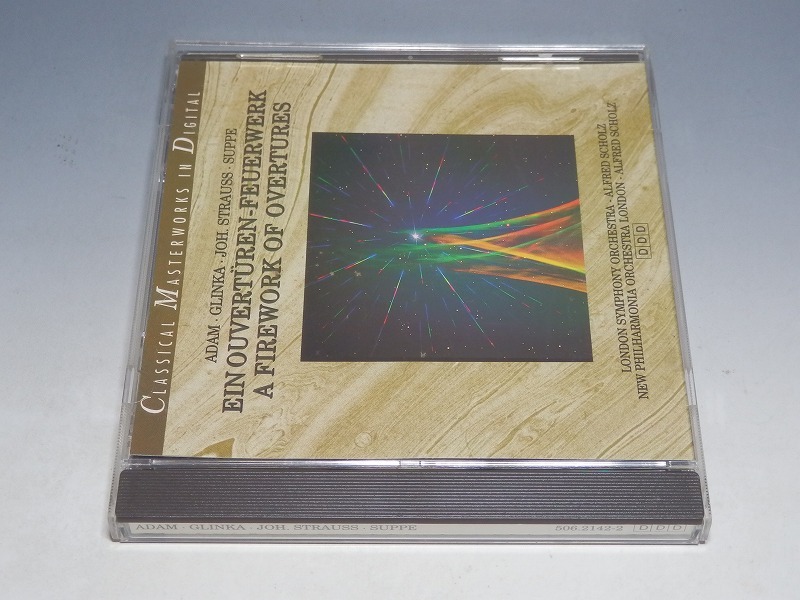 CLASSICAL MASTERWORKS IN DIGITAL
ADAM · GLINKA · JOH. STRAUSS · SUPPE
EIN OUVERTÜREN-FEUERWERK
A FIREWORK OF OVERTURES
LONDON SYMPHONY ORCHESTRA · ALFRED SCHOLZ
NEW PHILHARMONIA ORCHESTRA LONDON · ALFRED SCHOLZ
DDD
ADAM · GLINKA · JOH. STRAUSS · SUPPE 506.2142-2 DDD